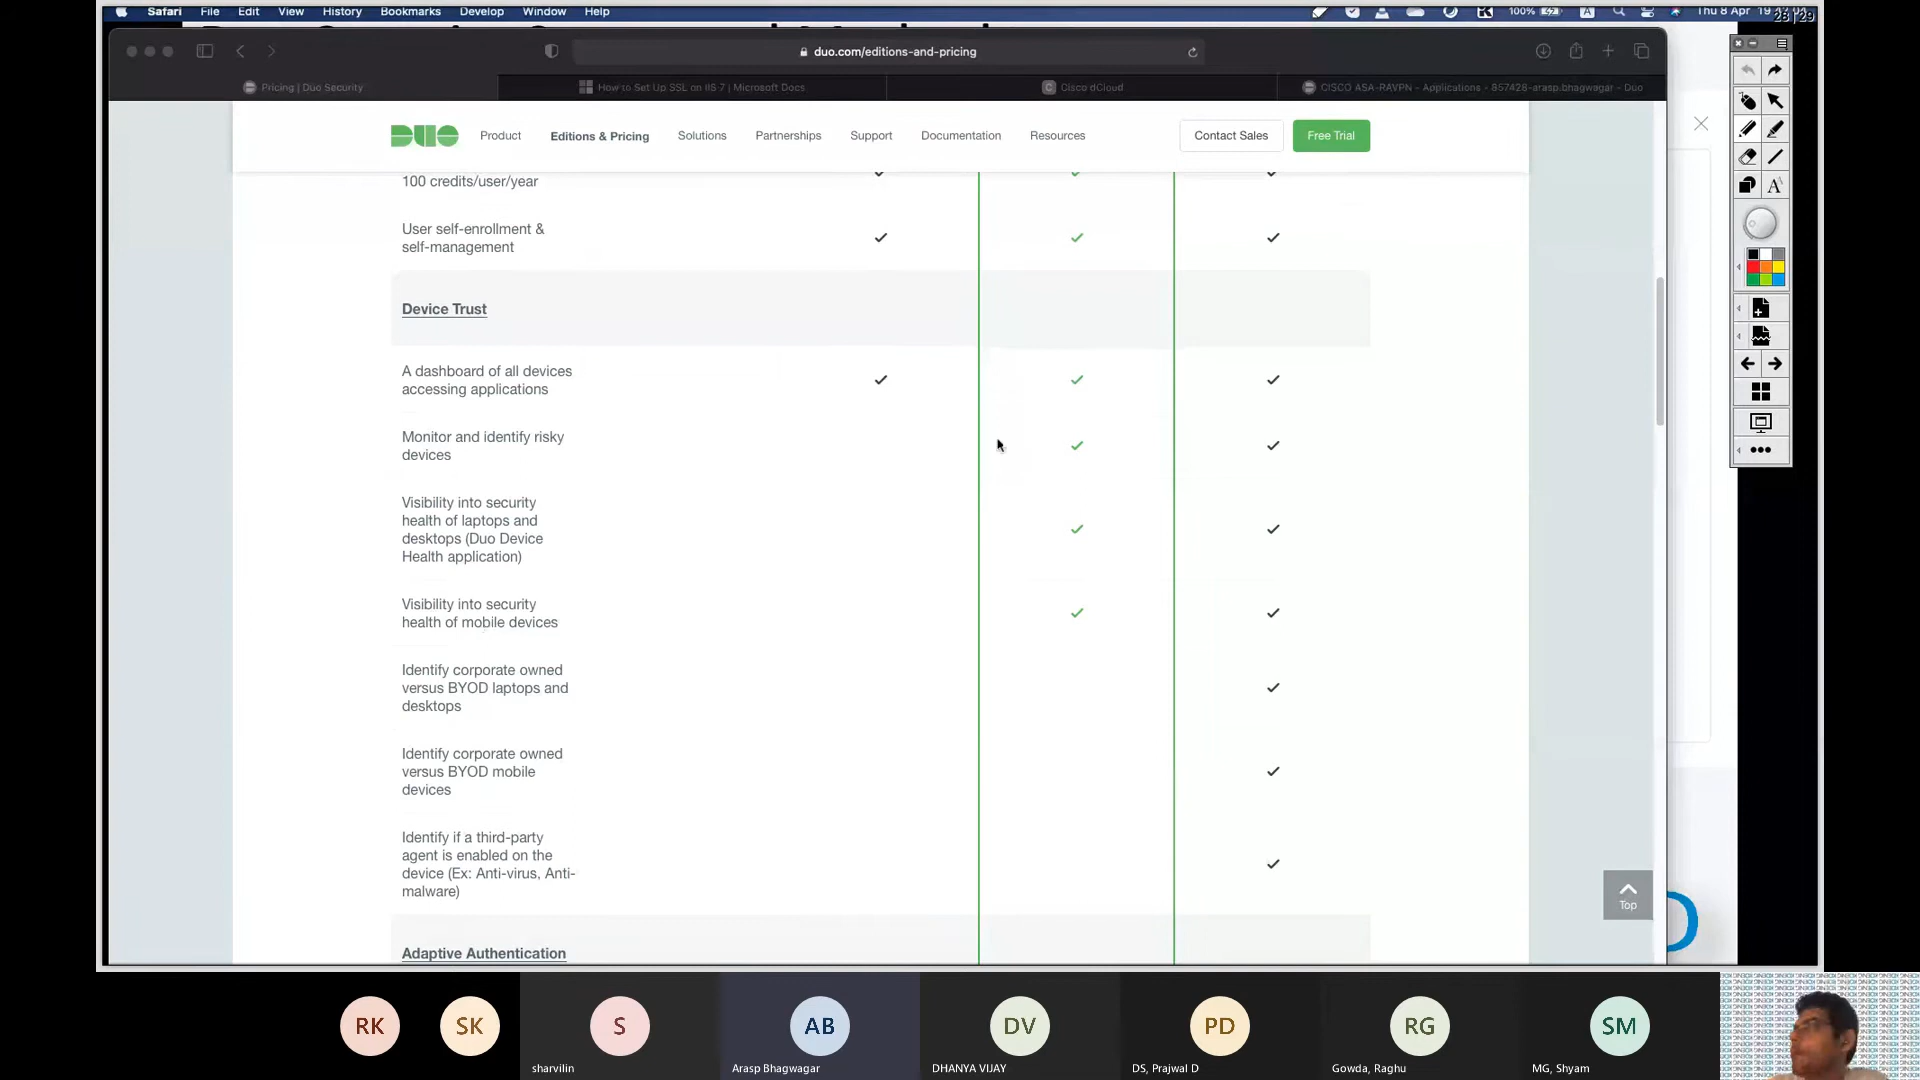 Safari File Edit View History Bookmarks Develop Window Help 100% A Thu 8 Apr
28 | 29
duo.com/editions-and-pricing
Pricing | Duo Security
How to Set Up SSL on IIS 7 | Microsoft Docs
C Cisco dCloud
CISCO ASA-RAVPN - Applications - 857428-arasp.bhagwagar - Duo
DUO Product Editions & Pricing Solutions Partnerships Support Documentation Resources Contact Sales Free Trial
100 credits/user/year
User self-enrollment &
self-management
Device Trust
A dashboard of all devices
accessing applications
Monitor and identify risky
devices
Visibility into security
health of laptops and
desktops (Duo Device
Health application)
Visibility into security
health of mobile devices
Identify corporate owned
versus BYOD laptops and
desktops
Identify corporate owned
versus BYOD mobile
devices
Identify if a third-party
agent is enabled on the
device (Ex: Anti-virus, Anti-
malware)
Top
Adaptive Authentication
RK SK S AB DV PD RG SM
sharvilin
Arasp Bhagwagar
DHANYA VIJAY
DS, Prajwal D
Gowda, Raghu
MG, Shyam